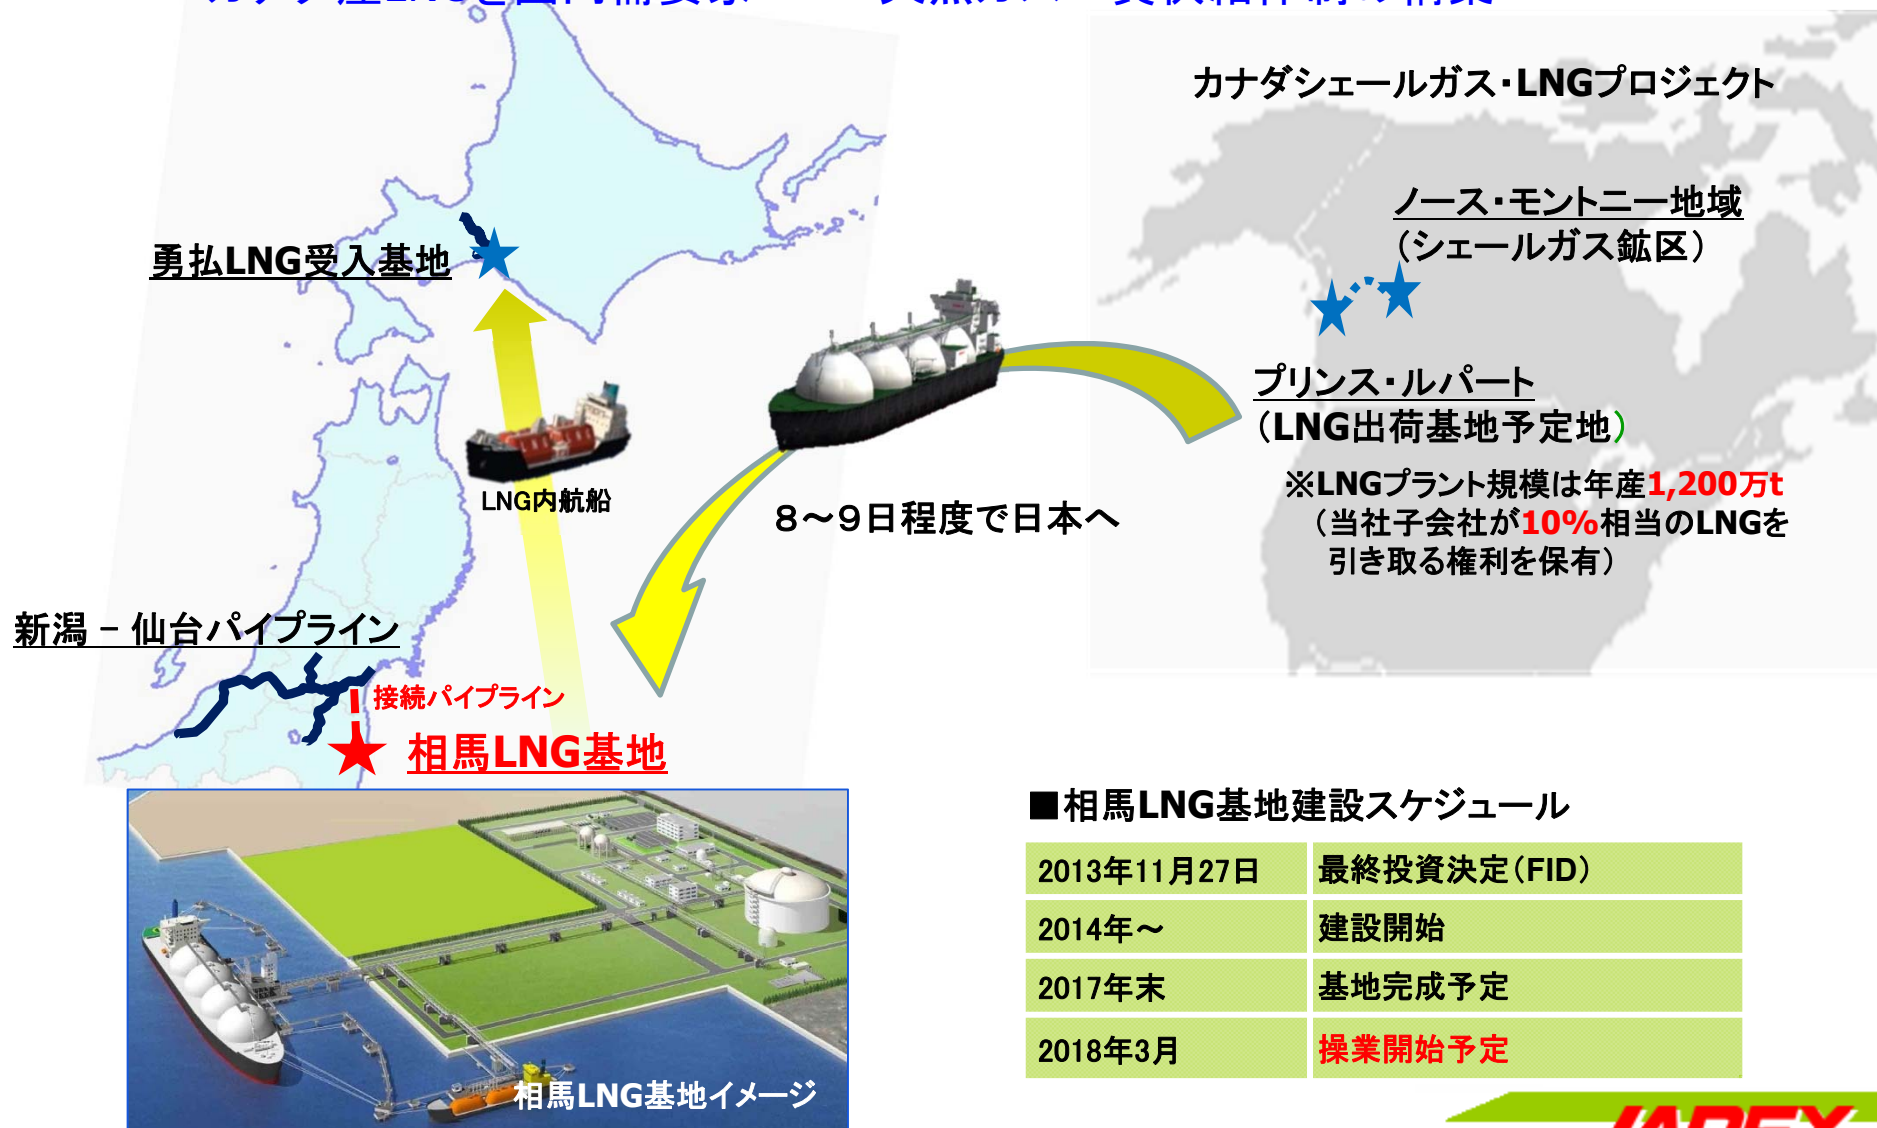 カナダシェールガス・LNGプロジェクト
ノース・モントニー地域
（シェールガス鉱区）
勇払LNG受入基地
プリンス・ルパート
（LNG出荷基地予定地）
※LNGプラント規模は年産1,200万t
（当社子会社が10%相当のLNGを
引き取る権利を保有）
LNG内航船
８～９日程度で日本へ
新潟－仙台パイプライン
接続パイプライン
相馬LNG基地
■相馬LNG基地建設スケジュール
2013年11月27日 最終投資決定（FID）
2014年～ 建設開始
2017年末 基地完成予定
2018年3月 操業開始予定
相馬LNG基地イメージ
JAPEX